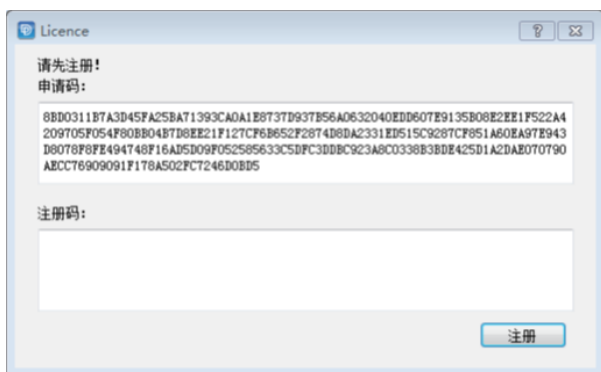 Licence
请先注册!
申请码:
8BD0311B7A3D45FA25BA71393CA0A1E8737D937B56A0632040EDD607E9135B08E2EE1F522A4
209705F054F80BB04B7D8EE21F127CF6B652F2874D8DA2331ED515C9287CF851A60EA97E943
D8078F8FE494748F16AD5D09F052585633C5DFC3DDBC923A8C0338B3BDE425D1A2DAE070790
AECC76909091F178A502FC7246D0BD5
注册码:
注册